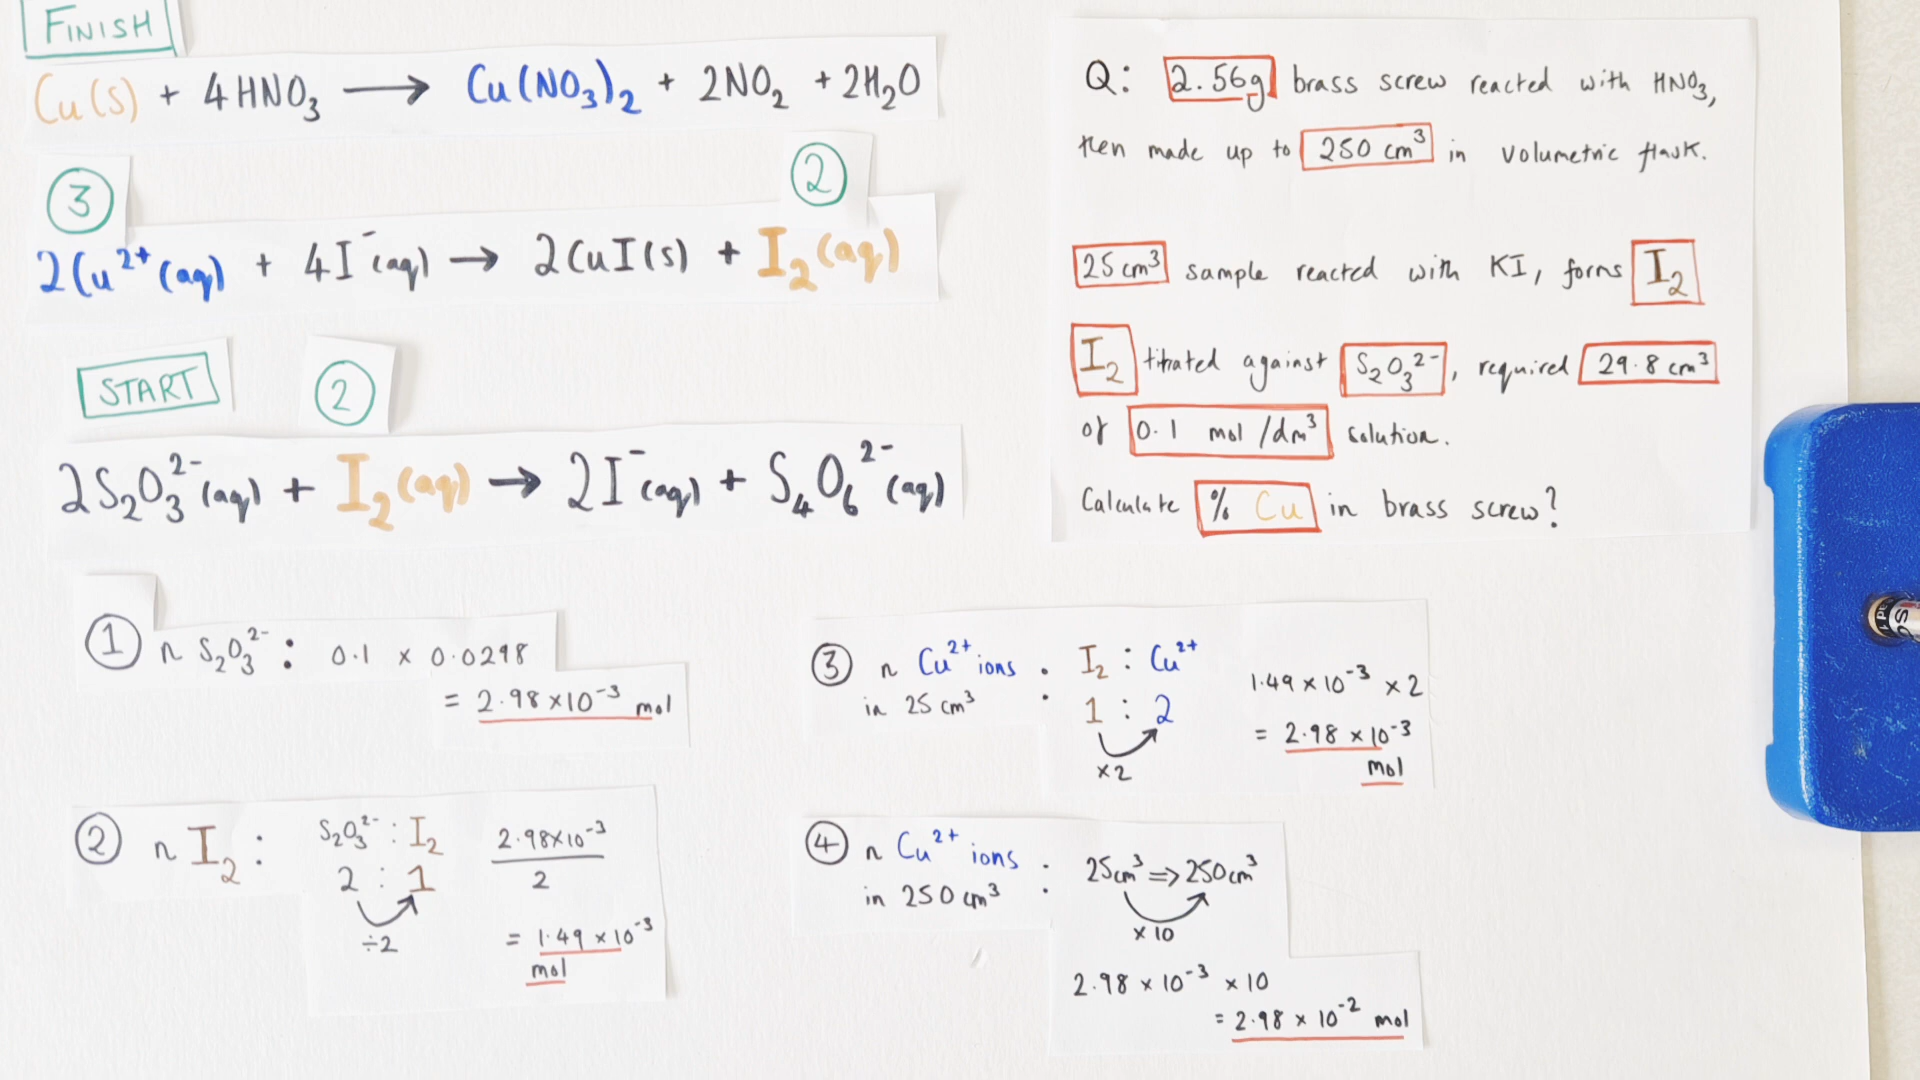 FINISH
Cu(s) + 4HNO₃ ⟶ Cu(NO₃)₂ + 2NO₂ + 2H₂O
③ ②
2Cu²⁺(aq) + 4I⁻(aq) → 2CuI(s) + I₂(aq)
START ②
2S₂O₃²⁻(aq) + I₂(aq) → 2I⁻(aq) + S₄O₆²⁻(aq)
Q: 2.56g brass screw reacted with HNO₃,
then made up to 250 cm³ in volumetric flask.
25cm³ sample reacted with KI, forms I₂
I₂ titrated against S₂O₃²⁻, required 29.8 cm³
of 0.1 mol/dm³ solution.
Calculate % Cu in brass screw?
① n S₂O₃²⁻ : 0.1 x 0.0298
= 2.98x10⁻³ mol
② n I₂ : S₂O₃²⁻ : I₂
2 : 1
÷2
2.98x10⁻³
2
= 1.49 x 10⁻³
mol
③ n Cu²⁺ ions : I₂ : Cu²⁺
in 25 cm³ 1 : 2
x2
1.49 x 10⁻³ x 2
= 2.98 x 10⁻³
mol
④ n Cu²⁺ ions : 25cm³ ⇒ 250cm³
in 250 cm³
x 10
2.98 x 10⁻³ x 10
= 2.98 x 10⁻² mol